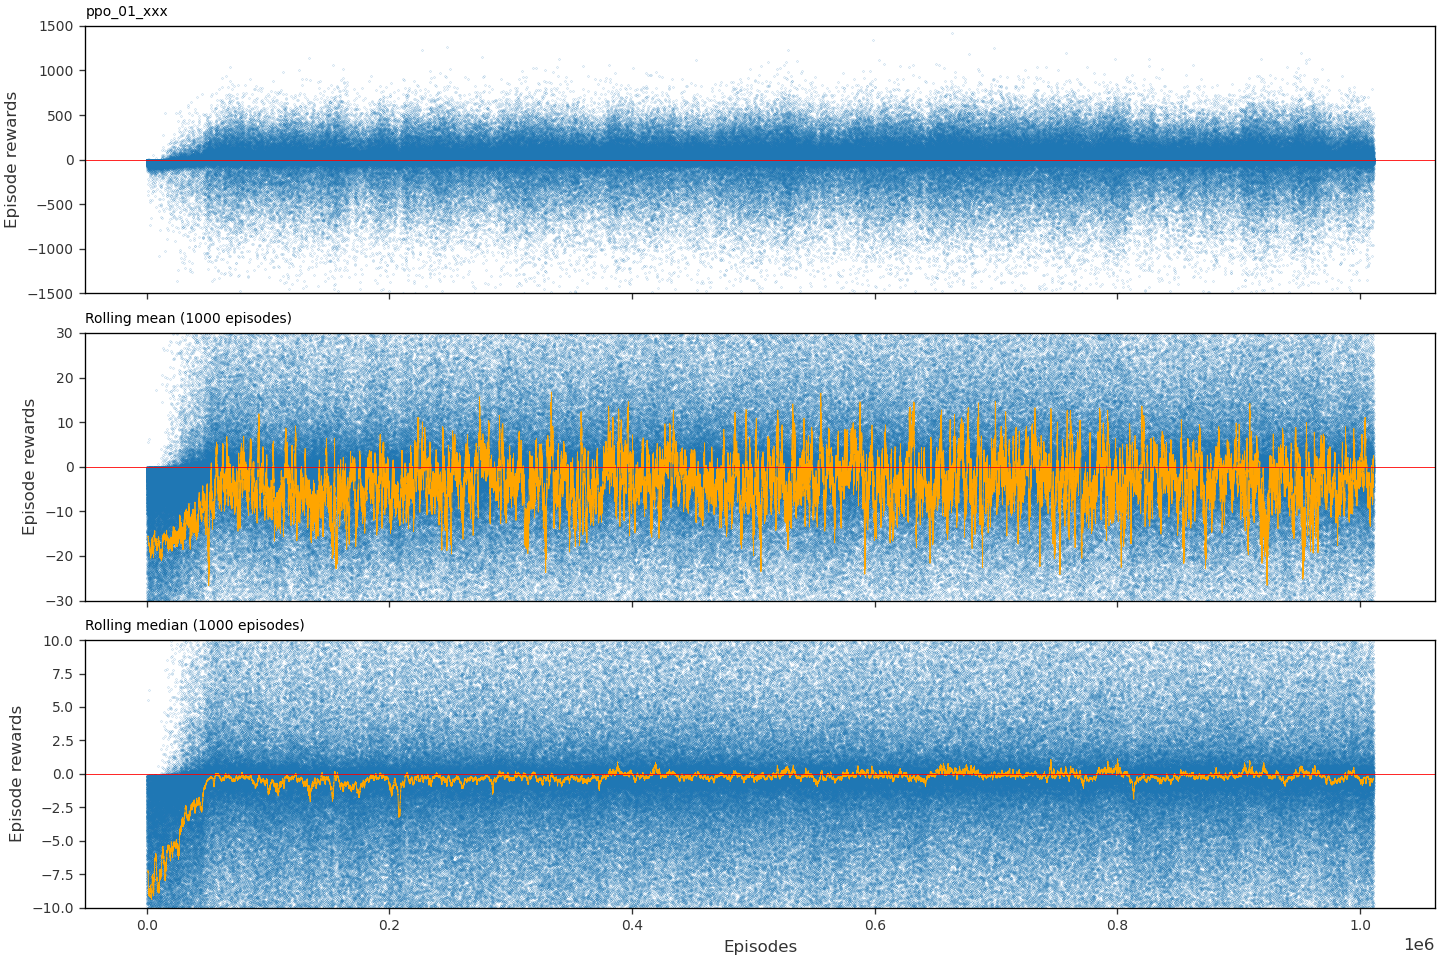 ppo_01_xxx
1500
1000
500
0
−500
−1000
−1500
Episode rewards
Rolling mean (1000 episodes)
30
20
10
0
−10
−20
−30
Episode rewards
Rolling median (1000 episodes)
10.0
7.5
5.0
2.5
0.0
−2.5
−5.0
−7.5
−10.0
Episode rewards
0.0 0.2 0.4 0.6 0.8 1.0
Episodes
1e6